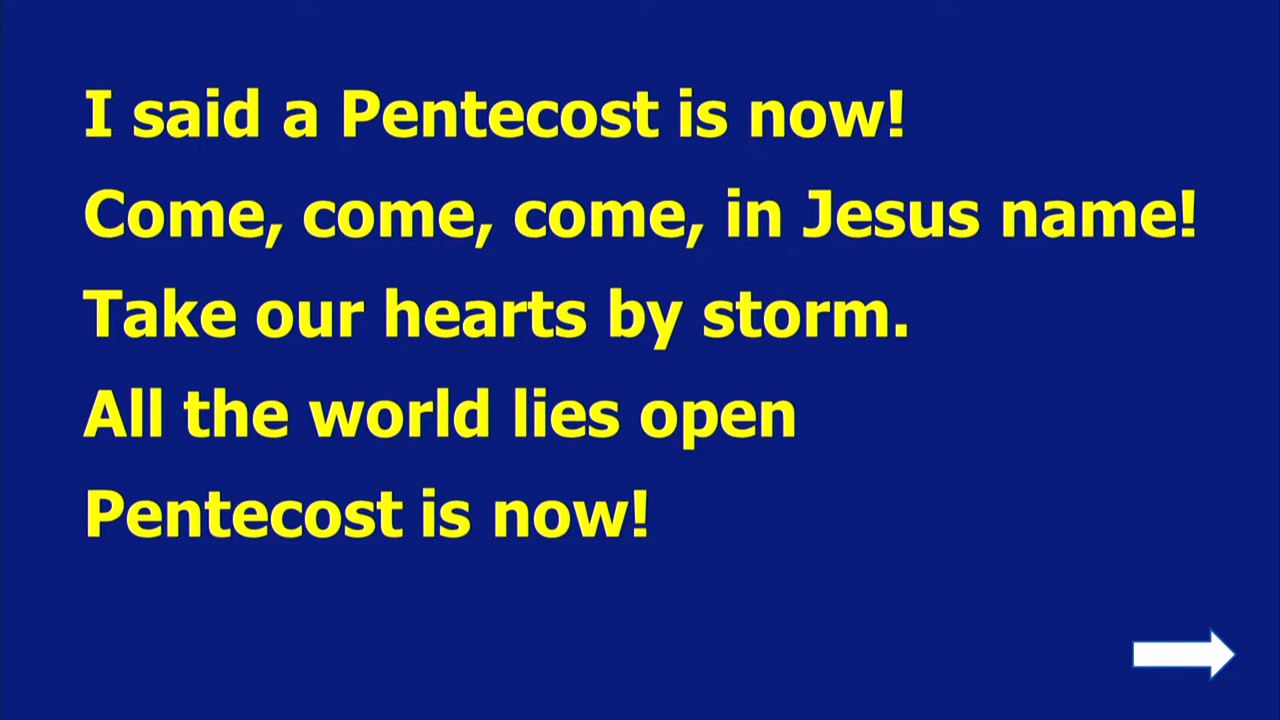 I said a Pentecost is now!
Come, come, come, in Jesus name!
Take our hearts by storm.
All the world lies open
Pentecost is now!